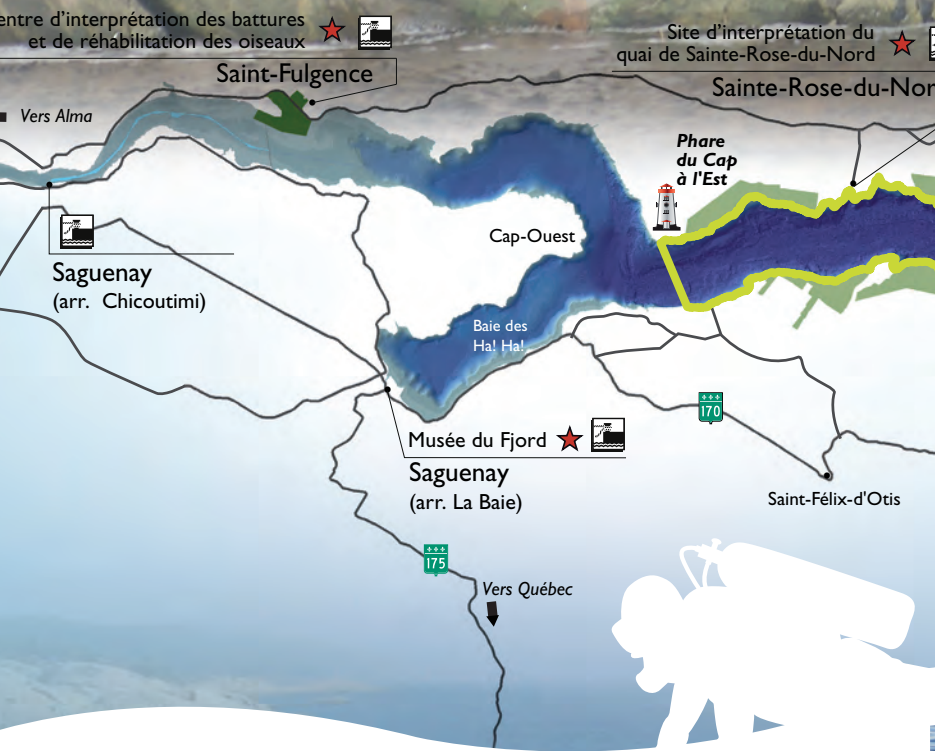 entre d'interprétation des battures
et de réhabilitation des oiseaux
Saint-Fulgence
Site d'interprétation du
quai de Sainte-Rose-du-Nord
Sainte-Rose-du-Nor
Vers Alma
Phare
du Cap
à l'Est
Cap-Ouest
Saguenay
(arr. Chicoutimi)
Baie des
Ha! Ha!
170
Musée du Fjord
Saguenay
(arr. La Baie)
Saint-Félix-d'Otis
175
Vers Québec